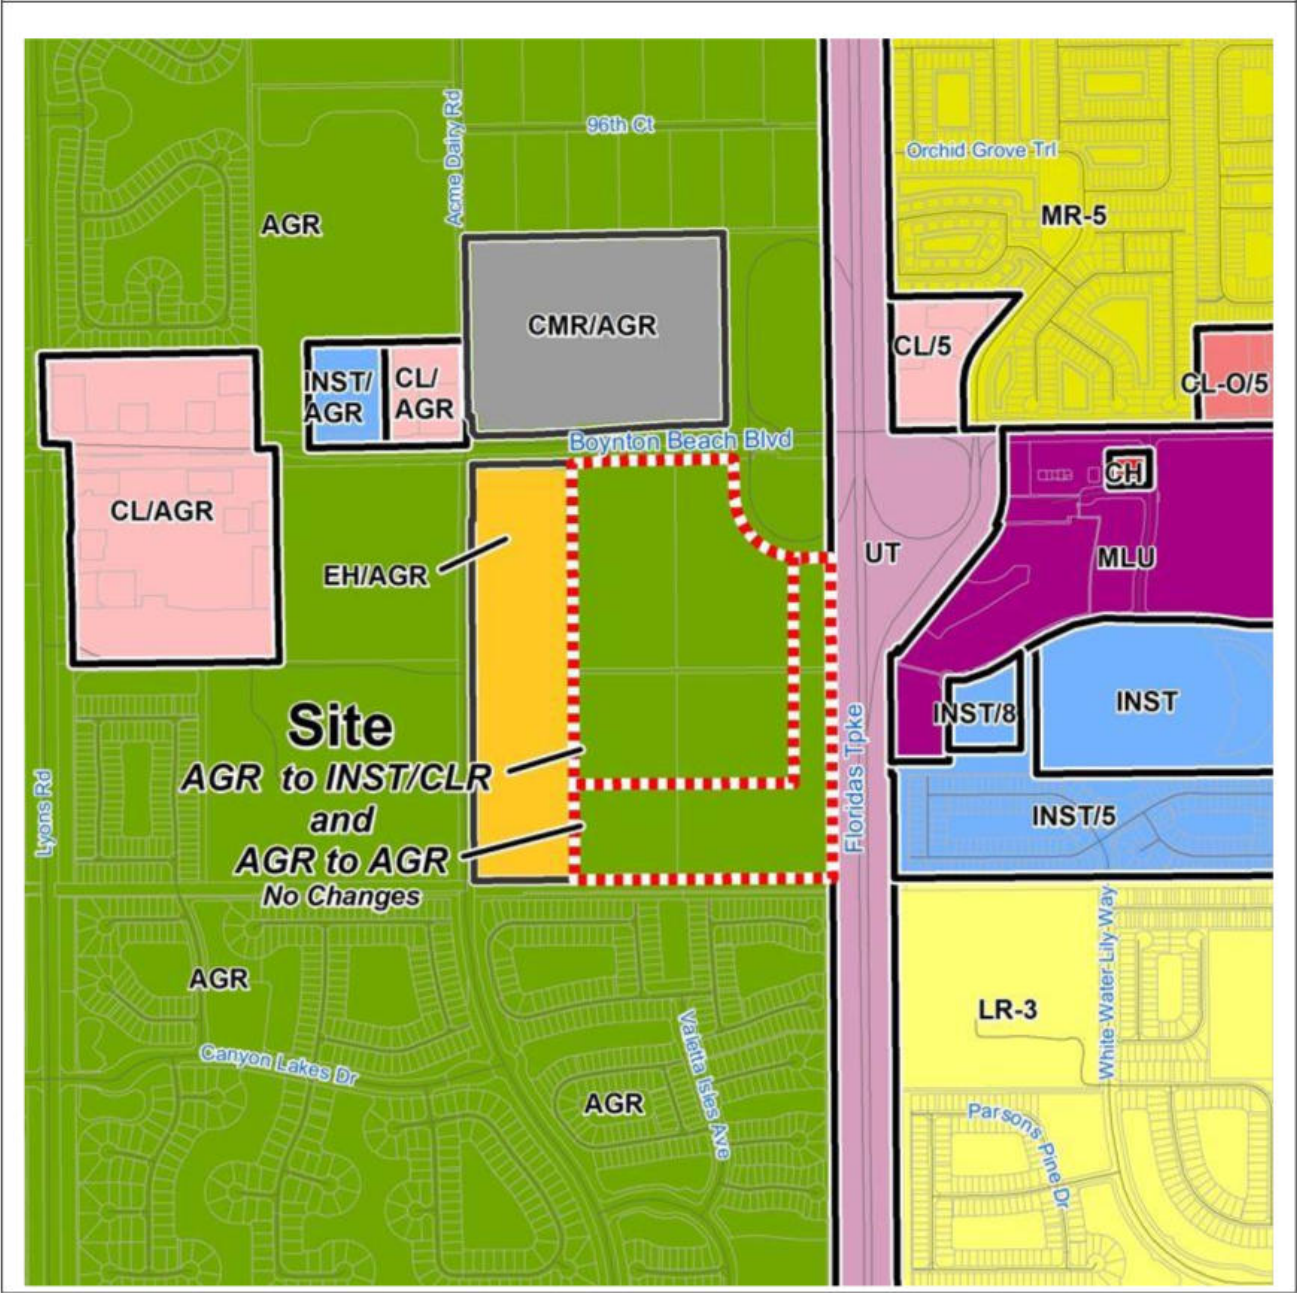 96th Ct
Acme Dairy Rd
Orchid Grove Trl
AGR
MR-5
CMR/AGR
CL/5
INST/
AGR
CL/
AGR
CL-O/5
Boynton Beach Blvd
CH
CL/AGR
UT
MLU
EH/AGR
INST/8
INST
Site
AGR to INST/CLR
and
AGR to AGR
No Changes
Lyons Rd
Floridas Tpke
INST/5
White-Water-Lily-Way
AGR
LR-3
Canyon Lakes Dr
Valetta Isles Ave
AGR
Parsons Pine Dr